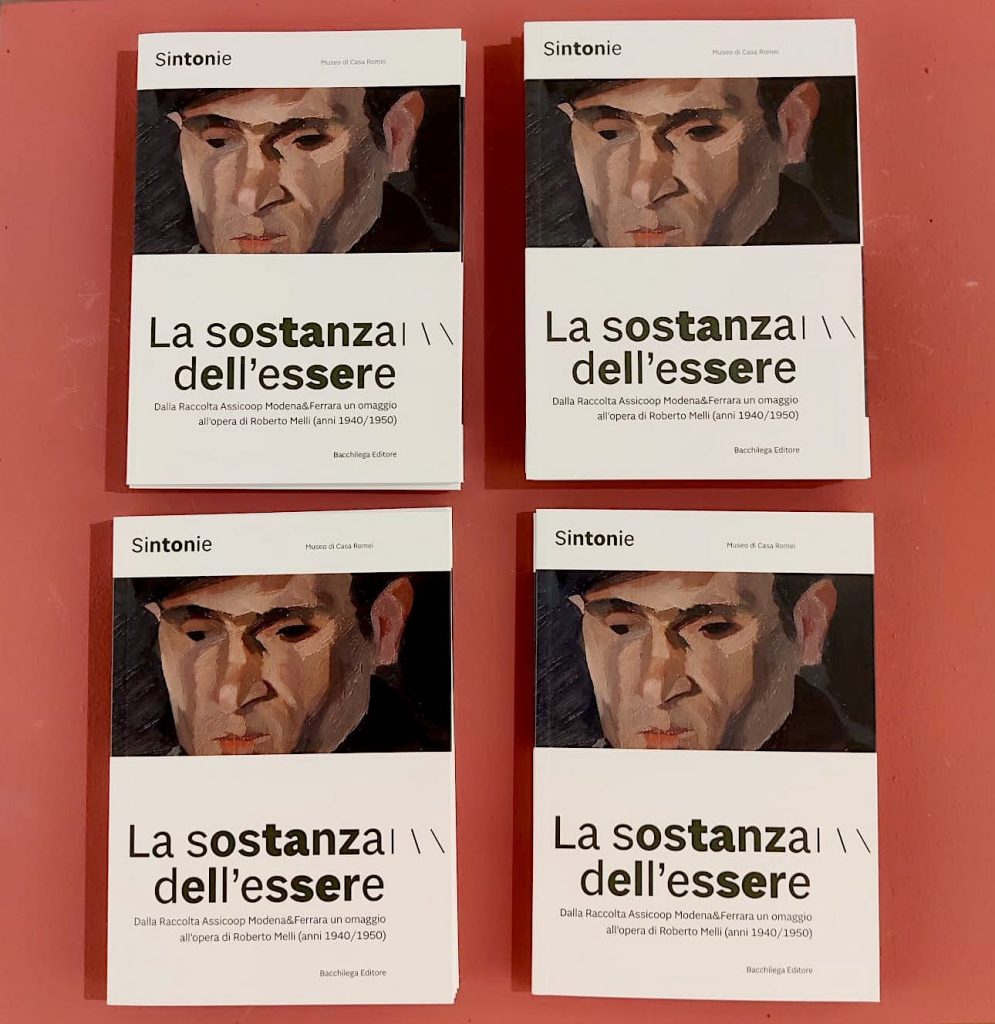 Sintonie
Museo di Casa Romei
La sostanza| \ \
dell'essere
Dalla Raccolta Assicoop Modena&Ferrara un omaggio
all'opera di Roberto Melli (anni 1940/1950)
Bacchilega Editore
Sintonie
Museo di Casa Romei
La sostanza| \ \
dell'essere
Dalla Raccolta Assicoop Modena&Ferrara un omaggio
all'opera di Roberto Melli (anni 1940/1950)
Bacchilega Editore
Sintonie
Museo di Casa Romei
La sostanza| \ \
dell'essere
Dalla Raccolta Assicoop Modena&Ferrara un omaggio
all'opera di Roberto Melli (anni 1940/1950)
Bacchilega Editore
Sintonie
Museo di Casa Romei
La sostanza| \ \
dell'essere
Dalla Raccolta Assicoop Modena&Ferrara un omaggio
all'opera di Roberto Melli (anni 1940/1950)
Bacchilega Editore